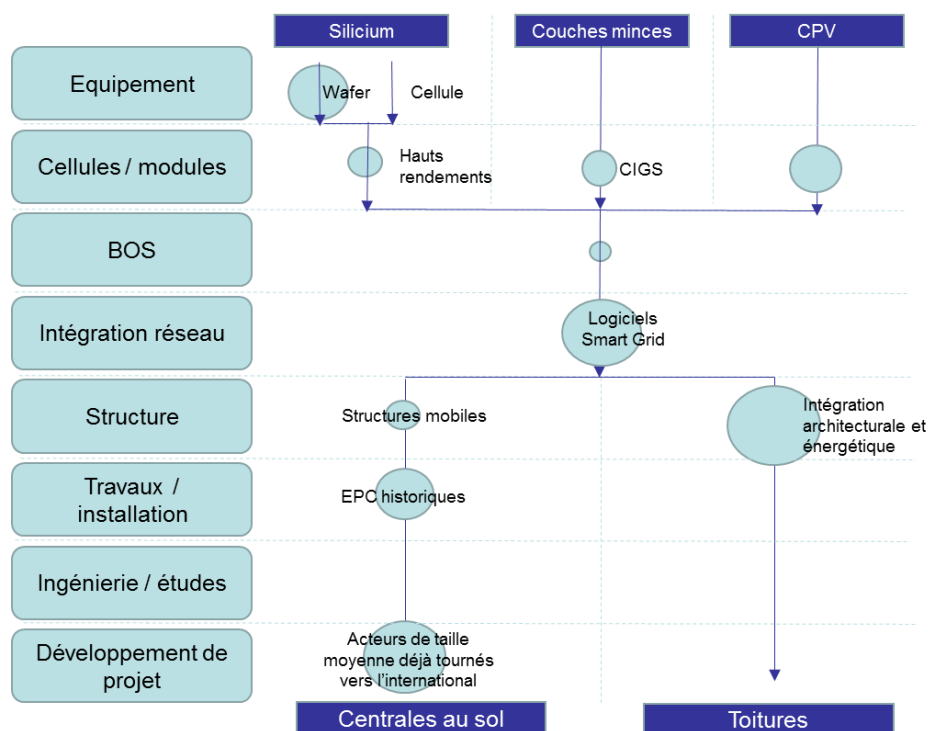 Silicium
Couches minces
CPV
Equipement
Wafer
Cellule
Cellules / modules
Hauts
rendements
CIGS
BOS
Intégration réseau
Logiciels
Smart Grid
Structure
Structures mobiles
Intégration
architecturale et
énergétique
Travaux /
installation
EPC historiques
Ingénierie / études
Développement de
projet
Acteurs de taille
moyenne déjà tournés
vers l'international
Centrales au sol
Toitures